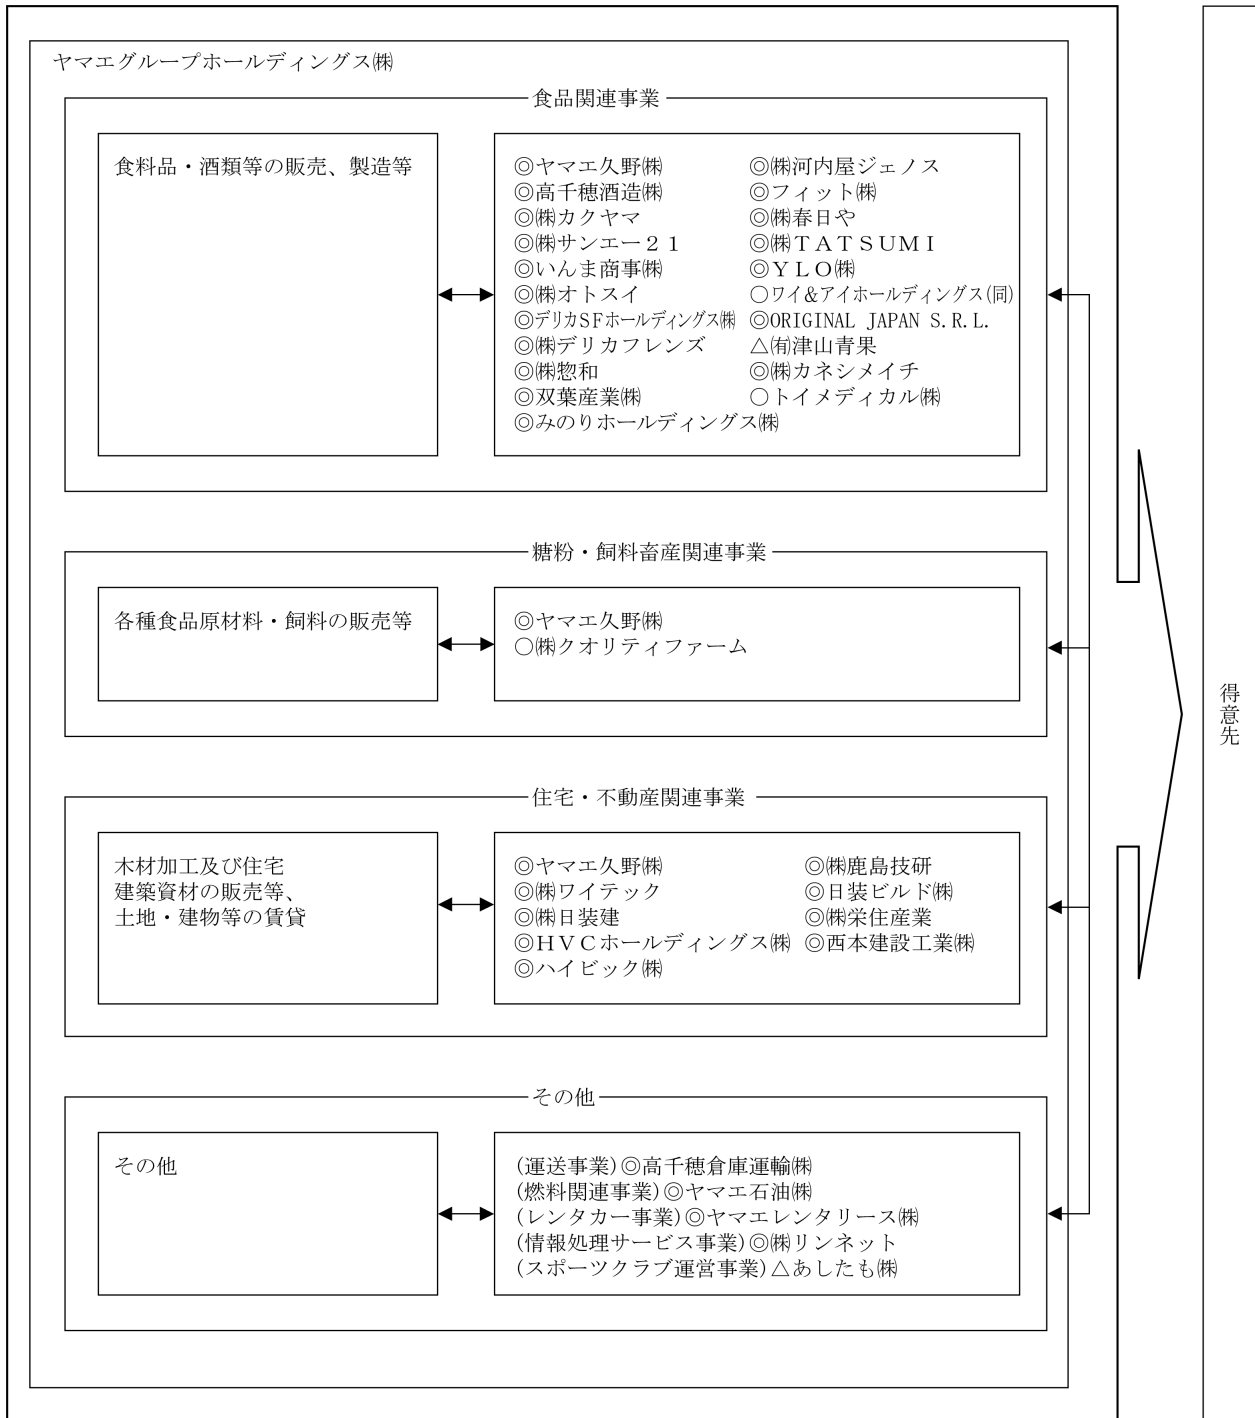 ヤマエグループホールディングス㈱
食品関連事業
食料品・酒類等の販売、製造等
◎ヤマエ久野㈱ ◎㈱河内屋ジェノス
◎高千穂酒造㈱ ◎フィット㈱
◎㈱カクヤマ ◎㈱春日や
◎㈱サンエー２１ ◎㈱ＴＡＴＳＵＭＩ
◎いんま商事㈱ ◎ＹＬＯ㈱
◎㈱オトスイ ○ワイ&アイホールディングス(同)
◎デリカSFホールディングス㈱ ◎ORIGINAL JAPAN S.R.L.
◎㈱デリカフレンズ △㈲津山青果
◎㈱惣和 ◎㈱カネシメイチ
◎双葉産業㈱ ○トイメディカル㈱
◎みのりホールディングス㈱
糖粉・飼料畜産関連事業
各種食品原材料・飼料の販売等
◎ヤマエ久野㈱
○㈱クオリティファーム
住宅・不動産関連事業
木材加工及び住宅
建築資材の販売等、
土地・建物等の賃貸
◎ヤマエ久野㈱ ◎㈱鹿島技研
◎㈱ワイテック ◎日装ビルド㈱
◎㈱日装建 ◎㈱栄住産業
◎ＨＶＣホールディングス㈱ ◎西本建設工業㈱
◎ハイビック㈱
その他
その他
(運送事業)◎高千穂倉庫運輸㈱
(燃料関連事業)◎ヤマエ石油㈱
(レンタカー事業)◎ヤマエレンタリース㈱
(情報処理サービス事業)◎㈱リンネット
(スポーツクラブ運営事業)△あしたも㈱
得意先